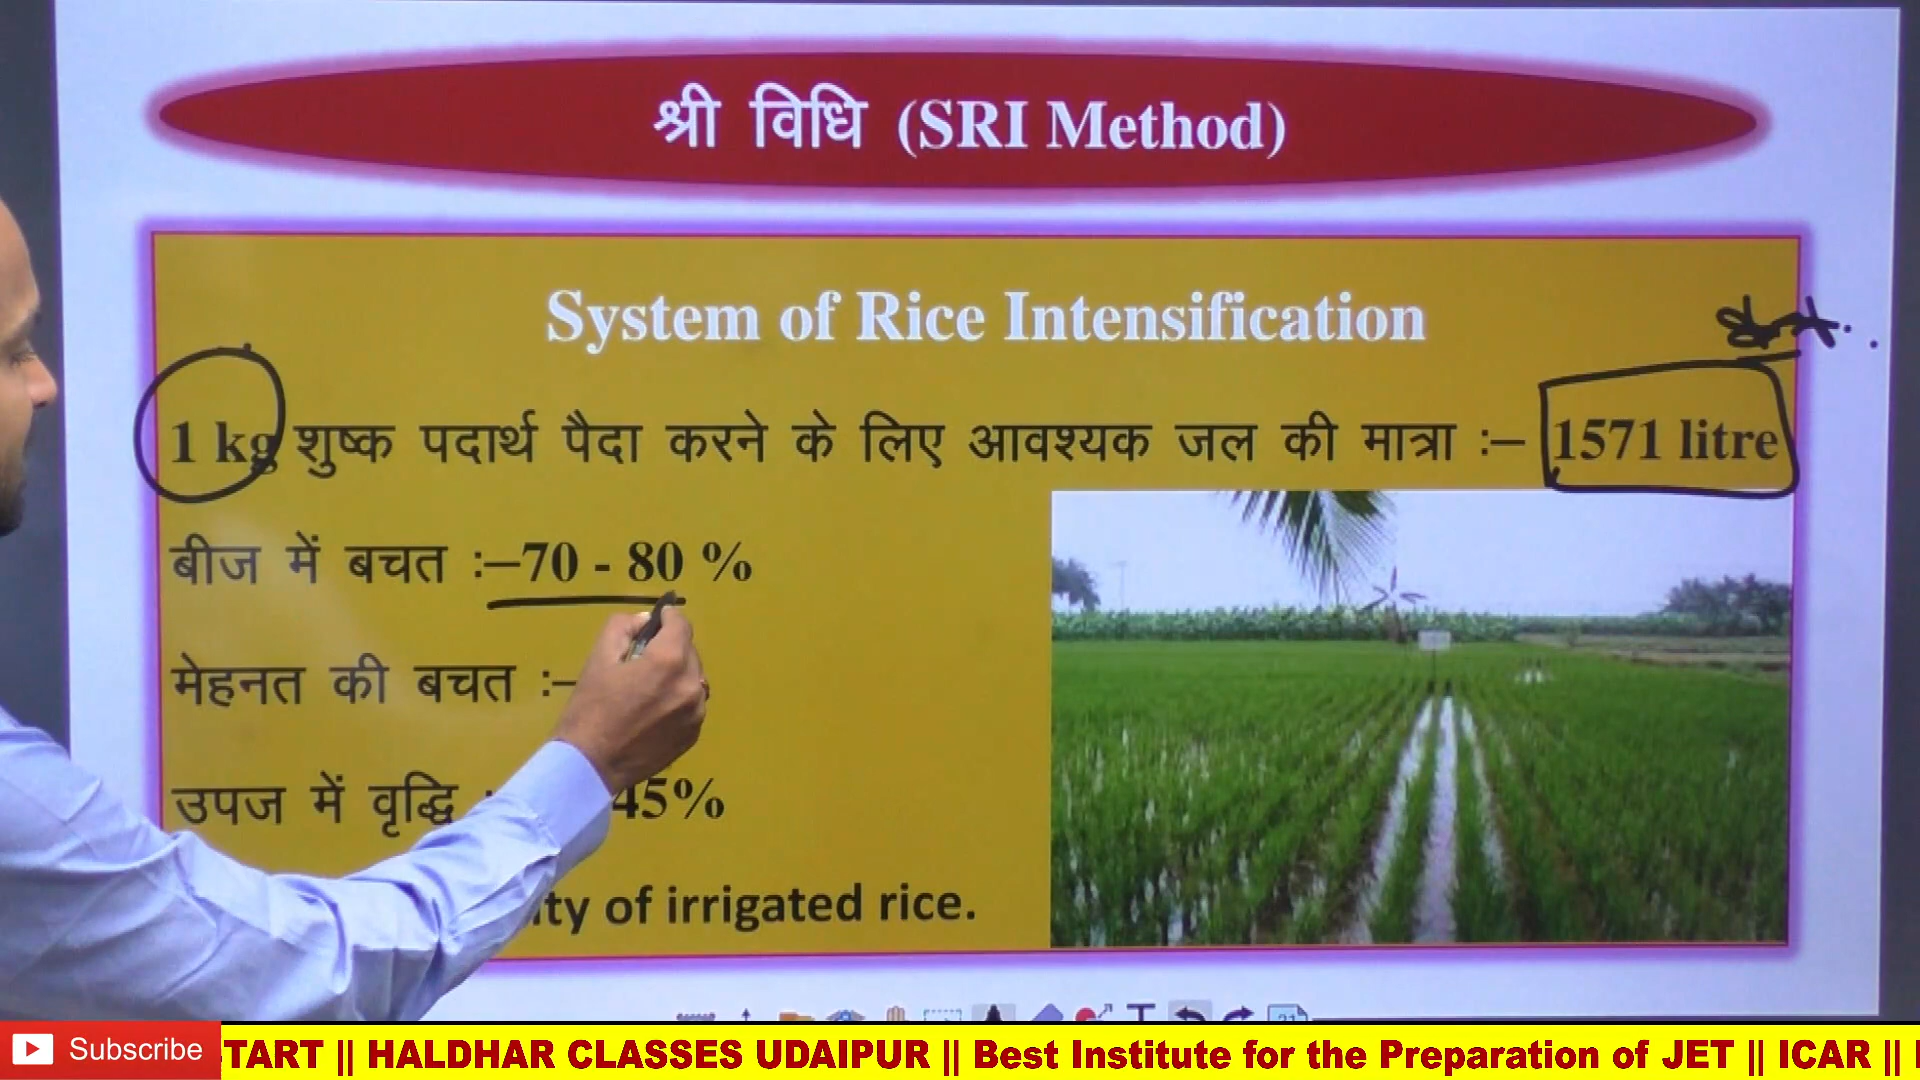 श्री विधि (SRI Method)
System of Rice Intensification
1 kg शुष्क पदार्थ पैदा करने के लिए आवश्यक जल की मात्रा :– 1571 litre
बीज में बचत :–70 - 80 %
मेहनत की बचत :–
उपज में वृद्धि 45%
of irrigated rice.
Subscribe
TART || HALDHAR CLASSES UDAIPUR || Best Institute for the Preparation of JET || ICAR ||